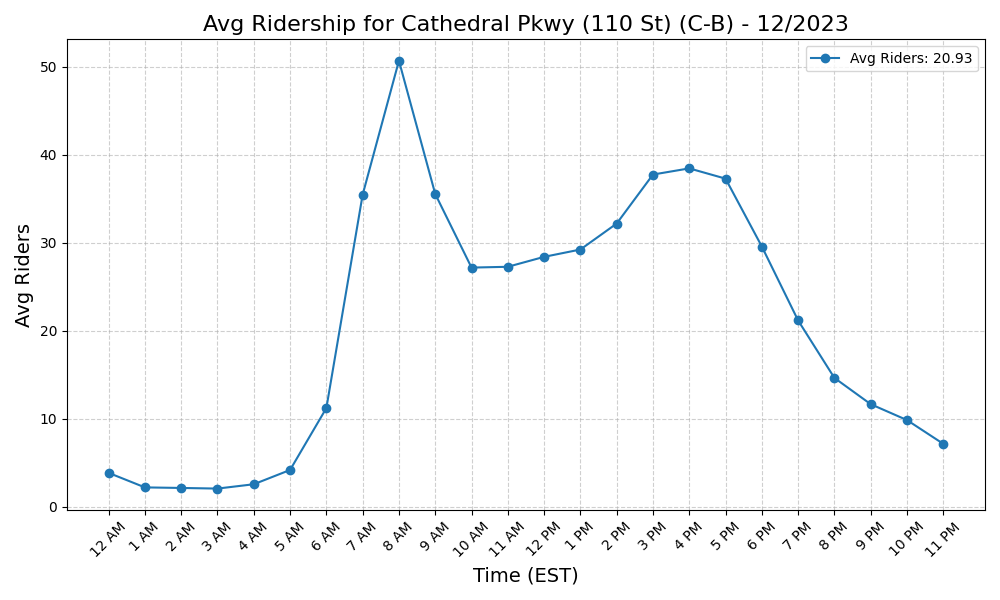 Avg Ridership for Cathedral Pkwy (110 St) (C-B) - 12/2023
Avg Riders: 20.93
Avg Riders
50
40
30
20
10
0
12 AM
1 AM
2 AM
3 AM
4 AM
5 AM
6 AM
7 AM
8 AM
9 AM
10 AM
11 AM
12 PM
1 PM
2 PM
3 PM
4 PM
5 PM
6 PM
7 PM
8 PM
9 PM
10 PM
11 PM
Time (EST)